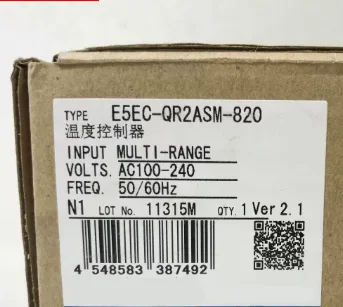 TYPE E5EC-QR2ASM-820
温度控制器
INPUT MULTI-RANGE
VOLTS. AC100-240
FREQ. 50/60Hz
N1 LOT No. 11315M QTY. 1 Ver 2.1
4 548583 387492